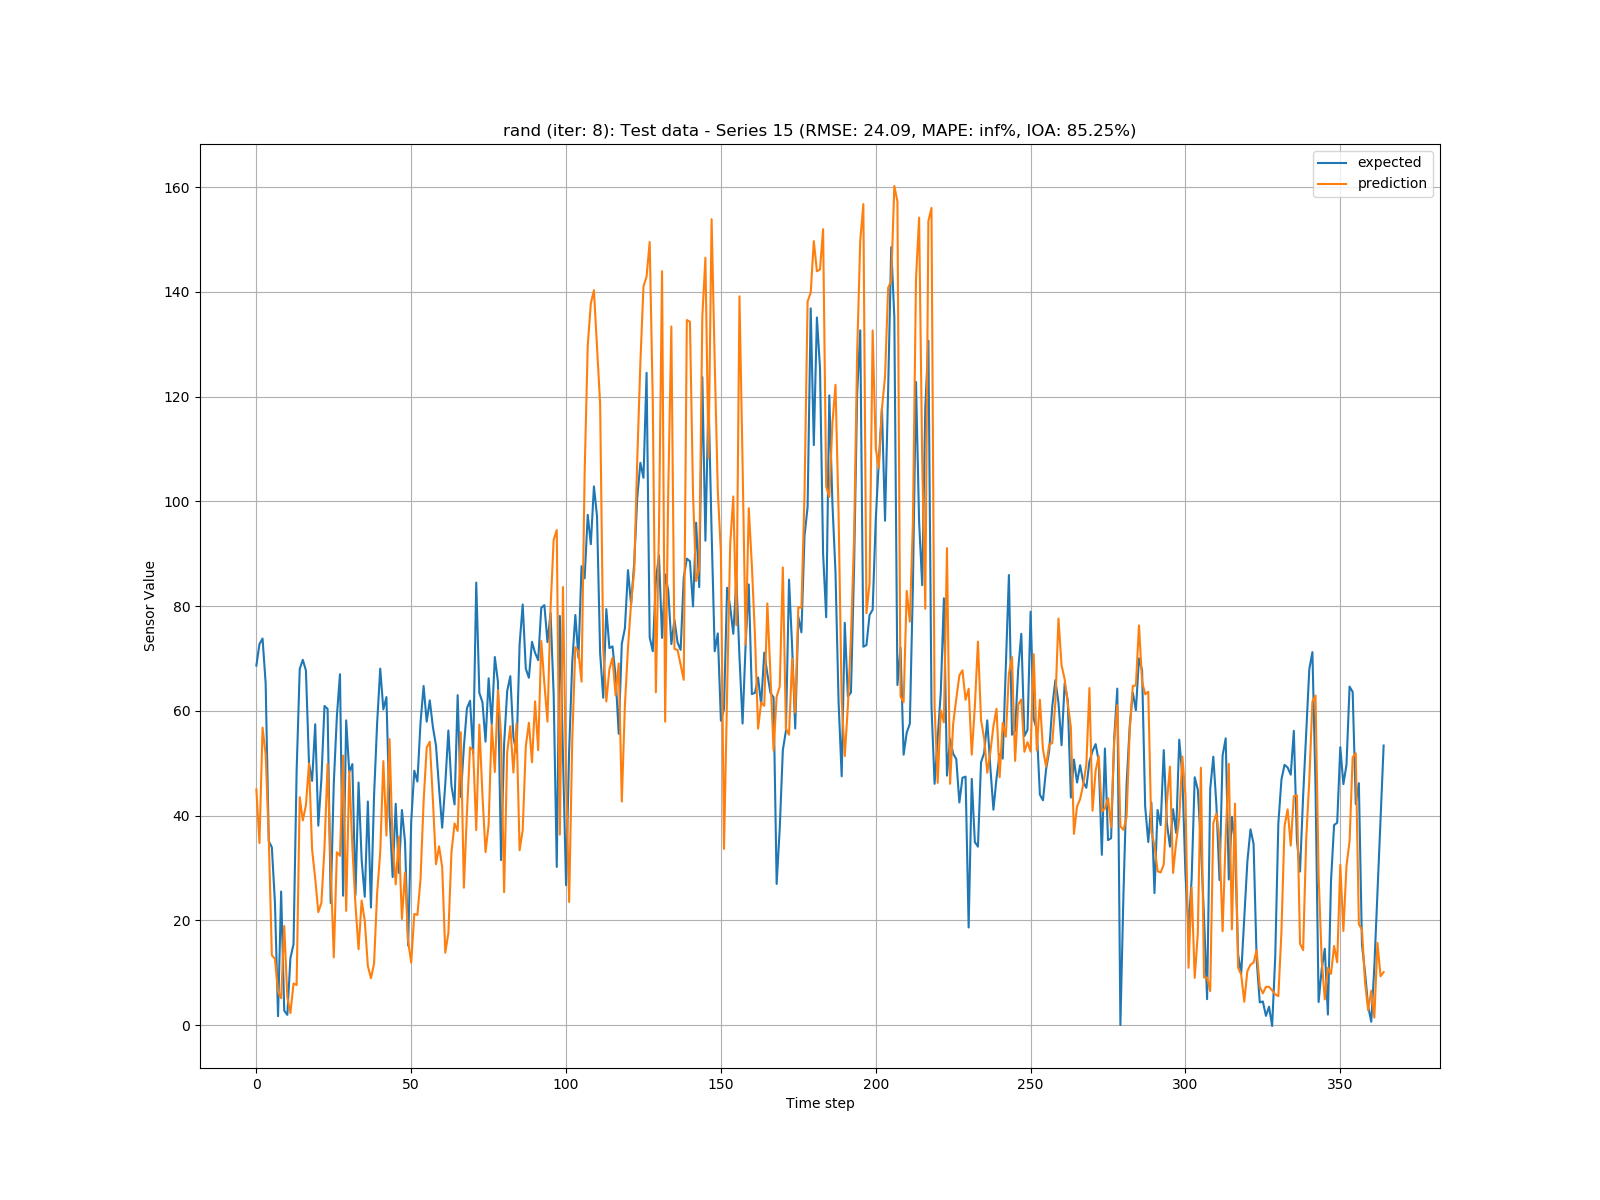 rand (iter: 8): Test data - Series 15 (RMSE: 24.09, MAPE: inf%, IOA: 85.25%)
expected
prediction
160
140
120
100
80
60
40
20
0
Sensor Value
0 50 100 150 200 250 300 350
Time step